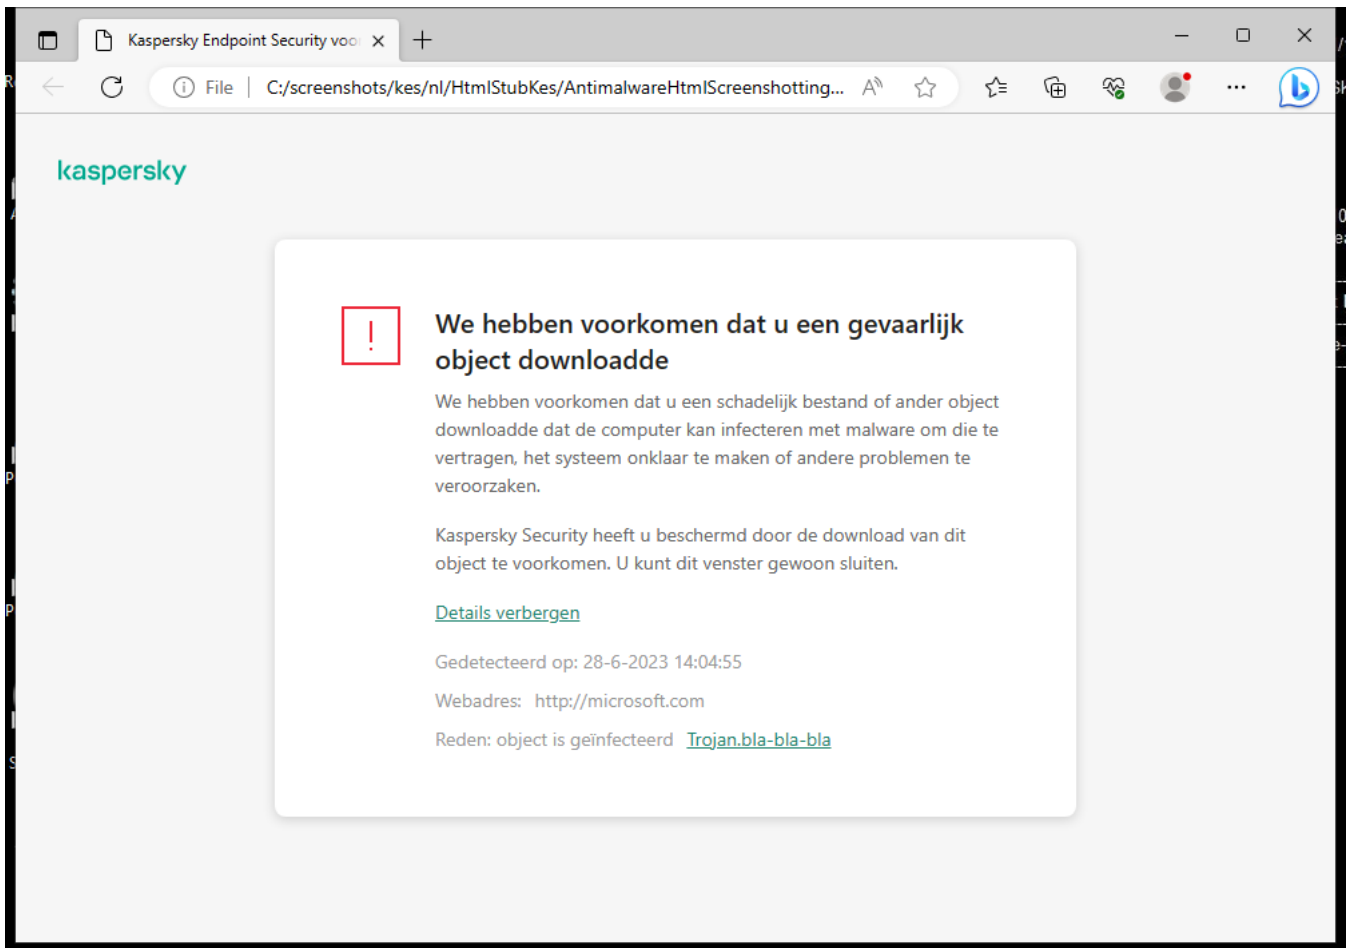 Kaspersky Endpoint Security voor
File
C:/screenshots/kes/nl/HtmlStubKes/AntimalwareHtmlScreenshotting...
kaspersky
We hebben voorkomen dat u een gevaarlijk
object downloadde
We hebben voorkomen dat u een schadelijk bestand of ander object
downloadde dat de computer kan infecteren met malware om die te
vertragen, het systeem onklaar te maken of andere problemen te
veroorzaken.
Kaspersky Security heeft u beschermd door de download van dit
object te voorkomen. U kunt dit venster gewoon sluiten.
Details verbergen
Gedetecteerd op: 28-6-2023 14:04:55
Webadres: http://microsoft.com
Reden: object is geïnfecteerd Trojan.bla-bla-bla